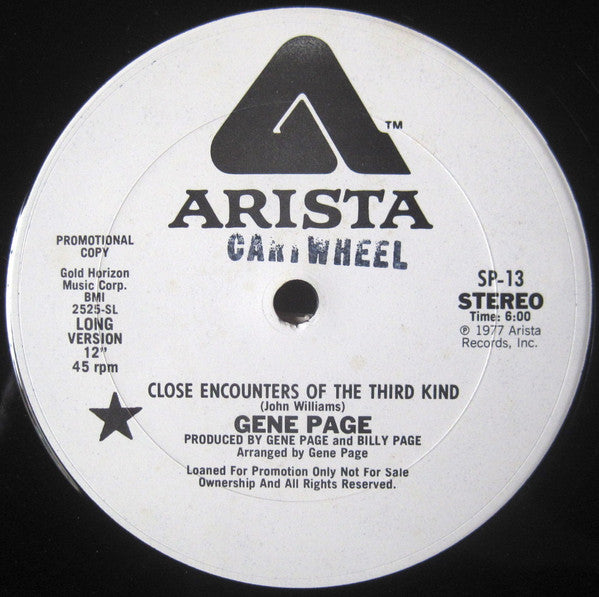 TM
ARISTA
CARTWHEEL
PROMOTIONAL
COPY
Gold Horizon
Music Corp.
BMI
2525-SL
LONG
VERSION
12"
45 rpm
SP-13
STEREO
Time: 6:00
℗ 1977 Arista
Records, Inc.
CLOSE ENCOUNTERS OF THE THIRD KIND
(John Williams)
GENE PAGE
PRODUCED BY GENE PAGE and BILLY PAGE
Arranged by Gene Page
Loaned For Promotion Only Not For Sale
Ownership And All Rights Reserved.